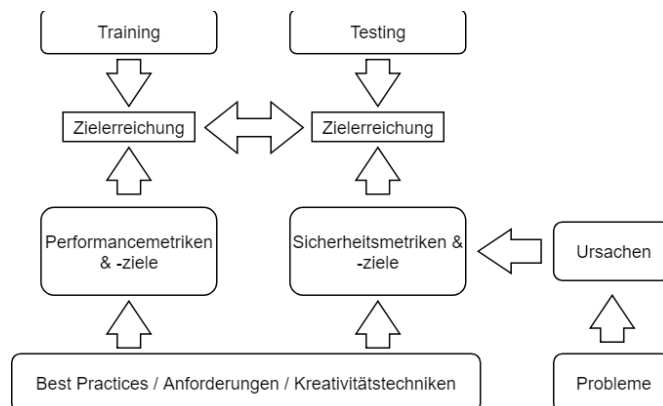 Training
Testing
Zielerreichung
Zielerreichung
Performancemetriken
& -ziele
Sicherheitsmetriken &
-ziele
Ursachen
Best Practices / Anforderungen / Kreativitätstechniken
Probleme